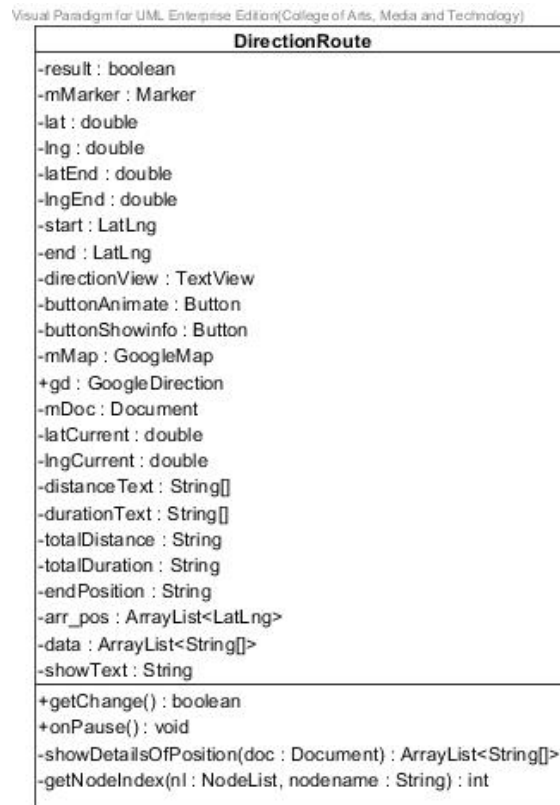 Visual Paradigm for UML Enterprise Edition(College of Arts, Media and Technology)
DirectionRoute
-result : boolean
-mMarker : Marker
-lat : double
-lng : double
-latEnd : double
-lngEnd : double
-start : LatLng
-end : LatLng
-directionView : TextView
-buttonAnimate : Button
-buttonShowinfo : Button
-mMap : GoogleMap
+gd : GoogleDirection
-mDoc : Document
-latCurrent : double
-lngCurrent : double
-distanceText : String[]
-durationText : String[]
-totalDistance : String
-totalDuration : String
-endPosition : String
-arr_pos : ArrayList<LatLng>
-data : ArrayList<String[]>
-showText : String
+getChange() : boolean
+onPause() : void
-showDetailsOfPosition(doc : Document) : ArrayList<String[]>
-getNodeIndex(nl : NodeList, nodename : String) : int